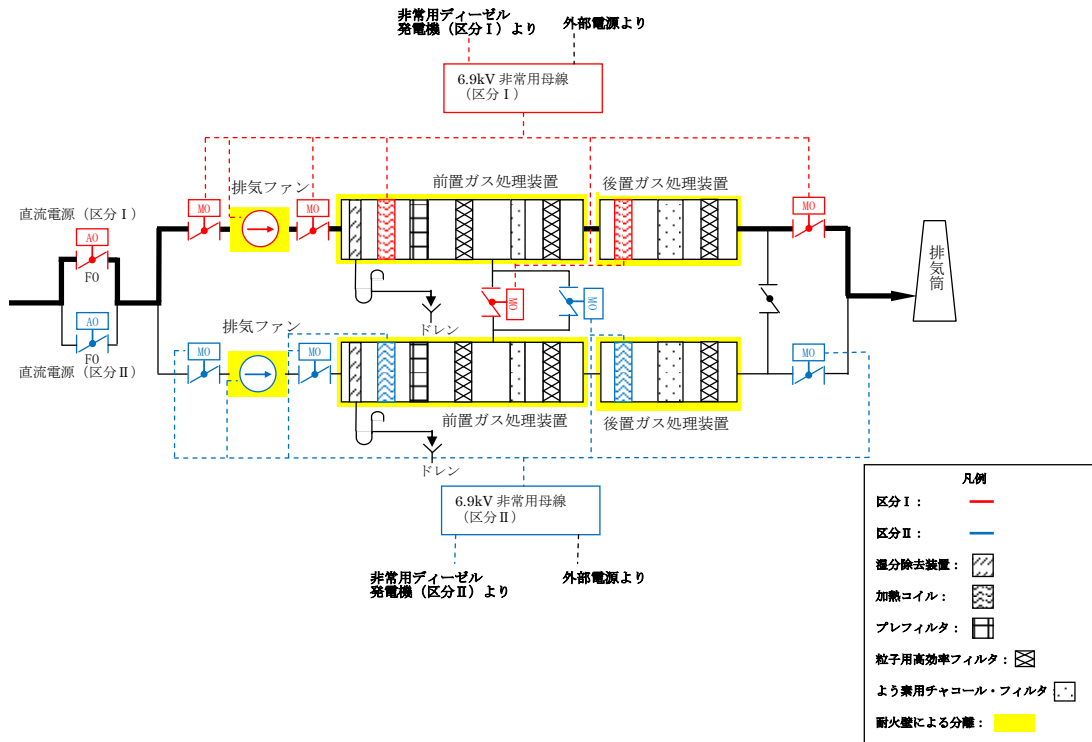 非常用ディーゼル
発電機（区分Ⅰ）より
外部電源より
6.9kV 非常用母線
（区分Ⅰ）
排気ファン
前置ガス処理装置
後置ガス処理装置
直流電源（区分Ⅰ）
MO
MO
MO
AO
FO
排気筒
MO
MO
ドレン
排気ファン
AO
FO
直流電源（区分Ⅱ）
MO
MO
MO
前置ガス処理装置
後置ガス処理装置
ドレン
6.9kV 非常用母線
（区分Ⅱ）
非常用ディーゼル
発電機（区分Ⅱ）より
外部電源より
凡例
区分Ⅰ：
区分Ⅱ：
湿分除去装置：
加熱コイル：
プレフィルタ：
粒子用高効率フィルタ：
よう素用チャコール・フィルタ：
耐火壁による分離：